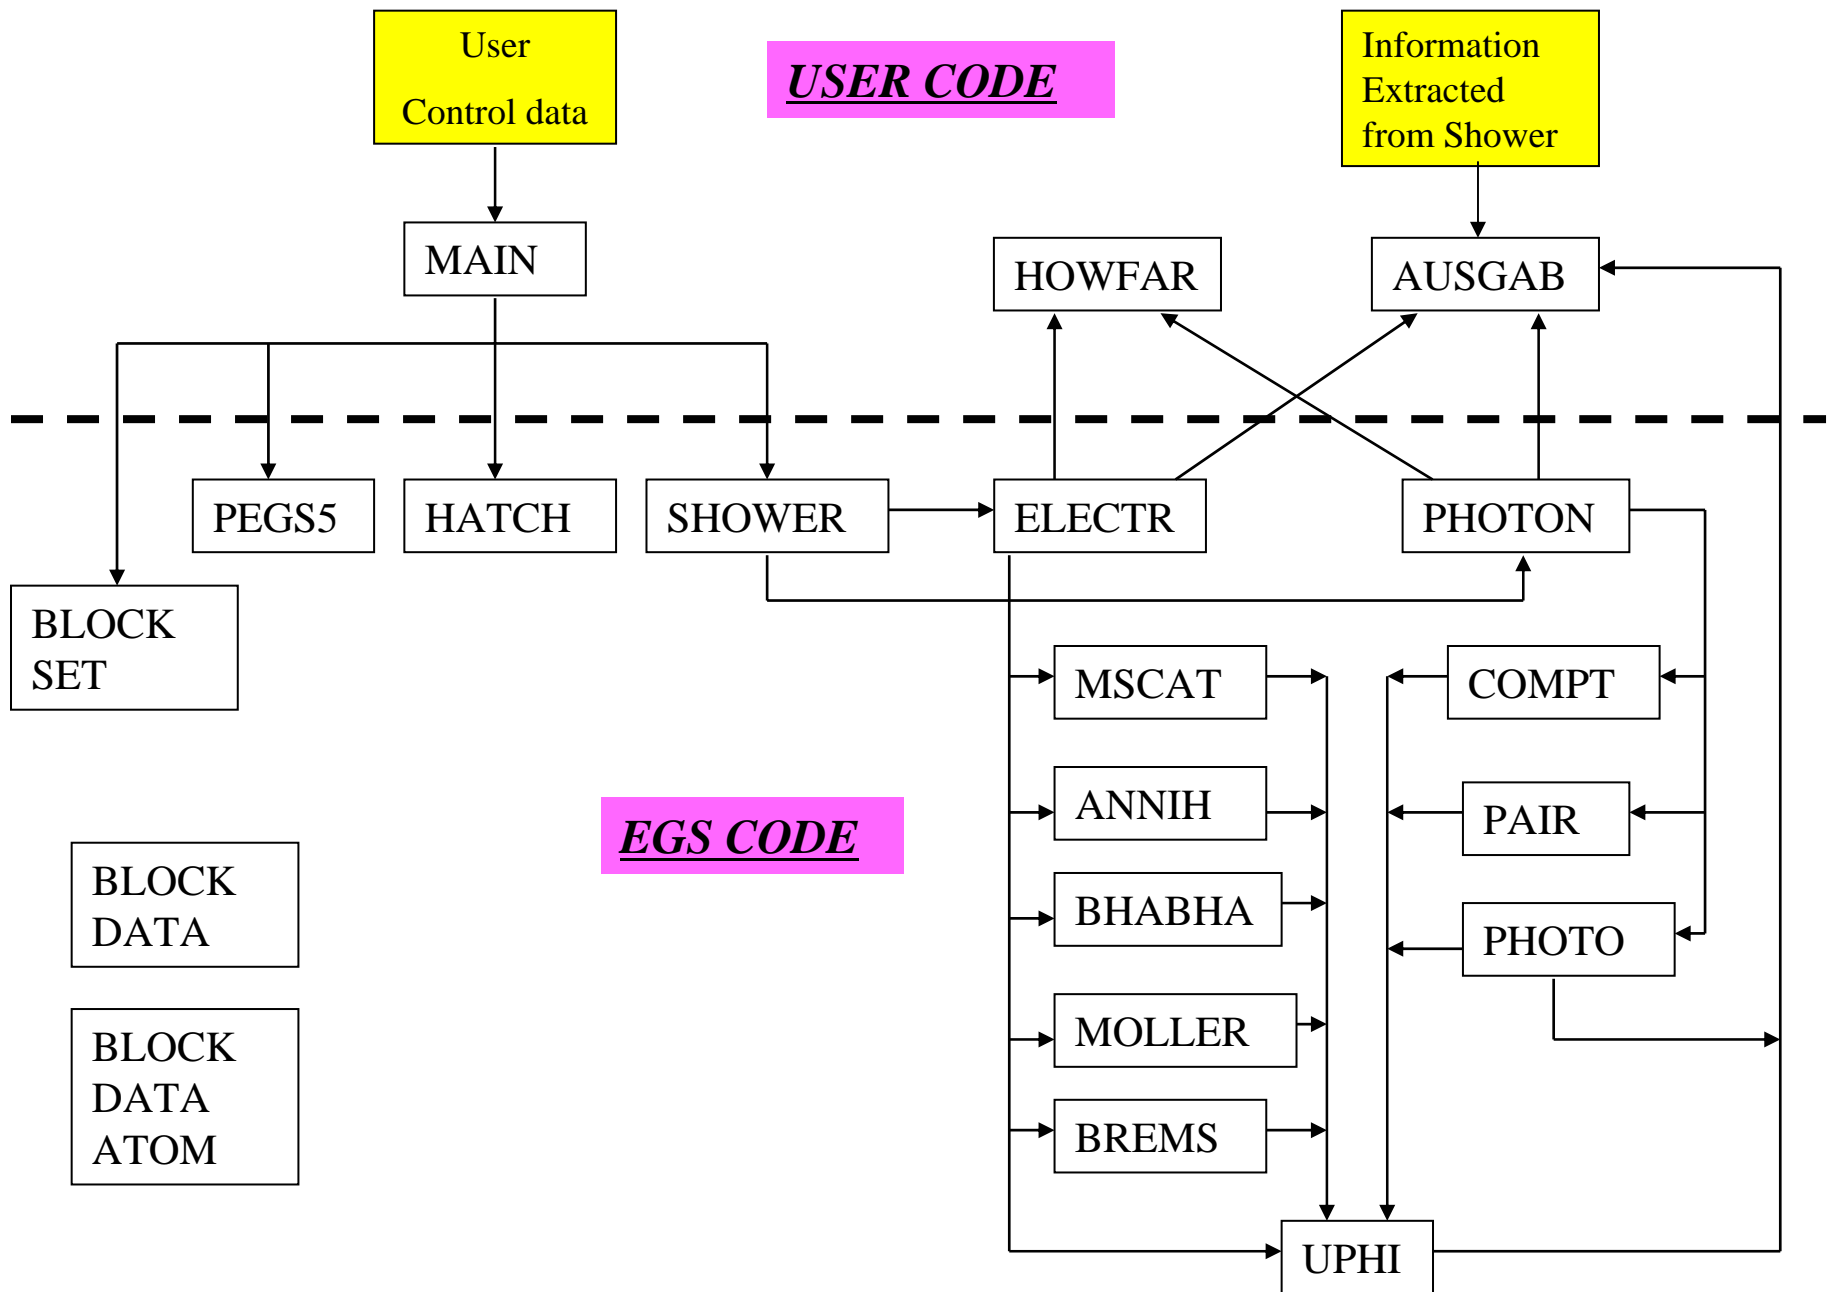 User
Control data
USER CODE
Information
Extracted
from Shower
MAIN
HOWFAR
AUSGAB
PEGS5
HATCH
SHOWER
ELECTR
PHOTON
BLOCK
SET
MSCAT
COMPT
ANNIH
PAIR
EGS CODE
BLOCK
DATA
BHABHA
PHOTO
MOLLER
BLOCK
DATA
ATOM
BREMS
UPHI